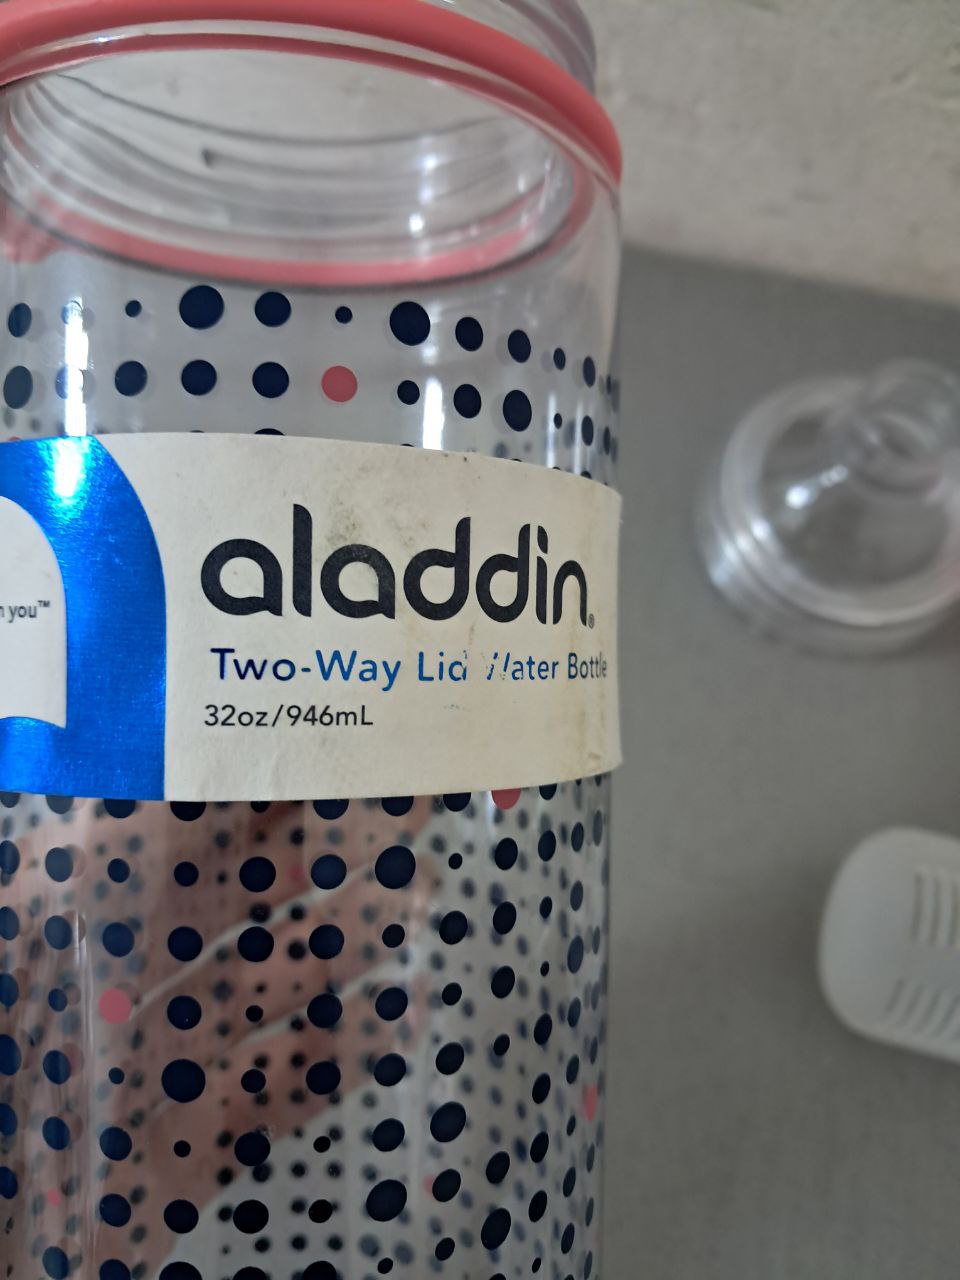 you™
aladdin®
Two-Way Lid Water Bottle
32oz/946mL